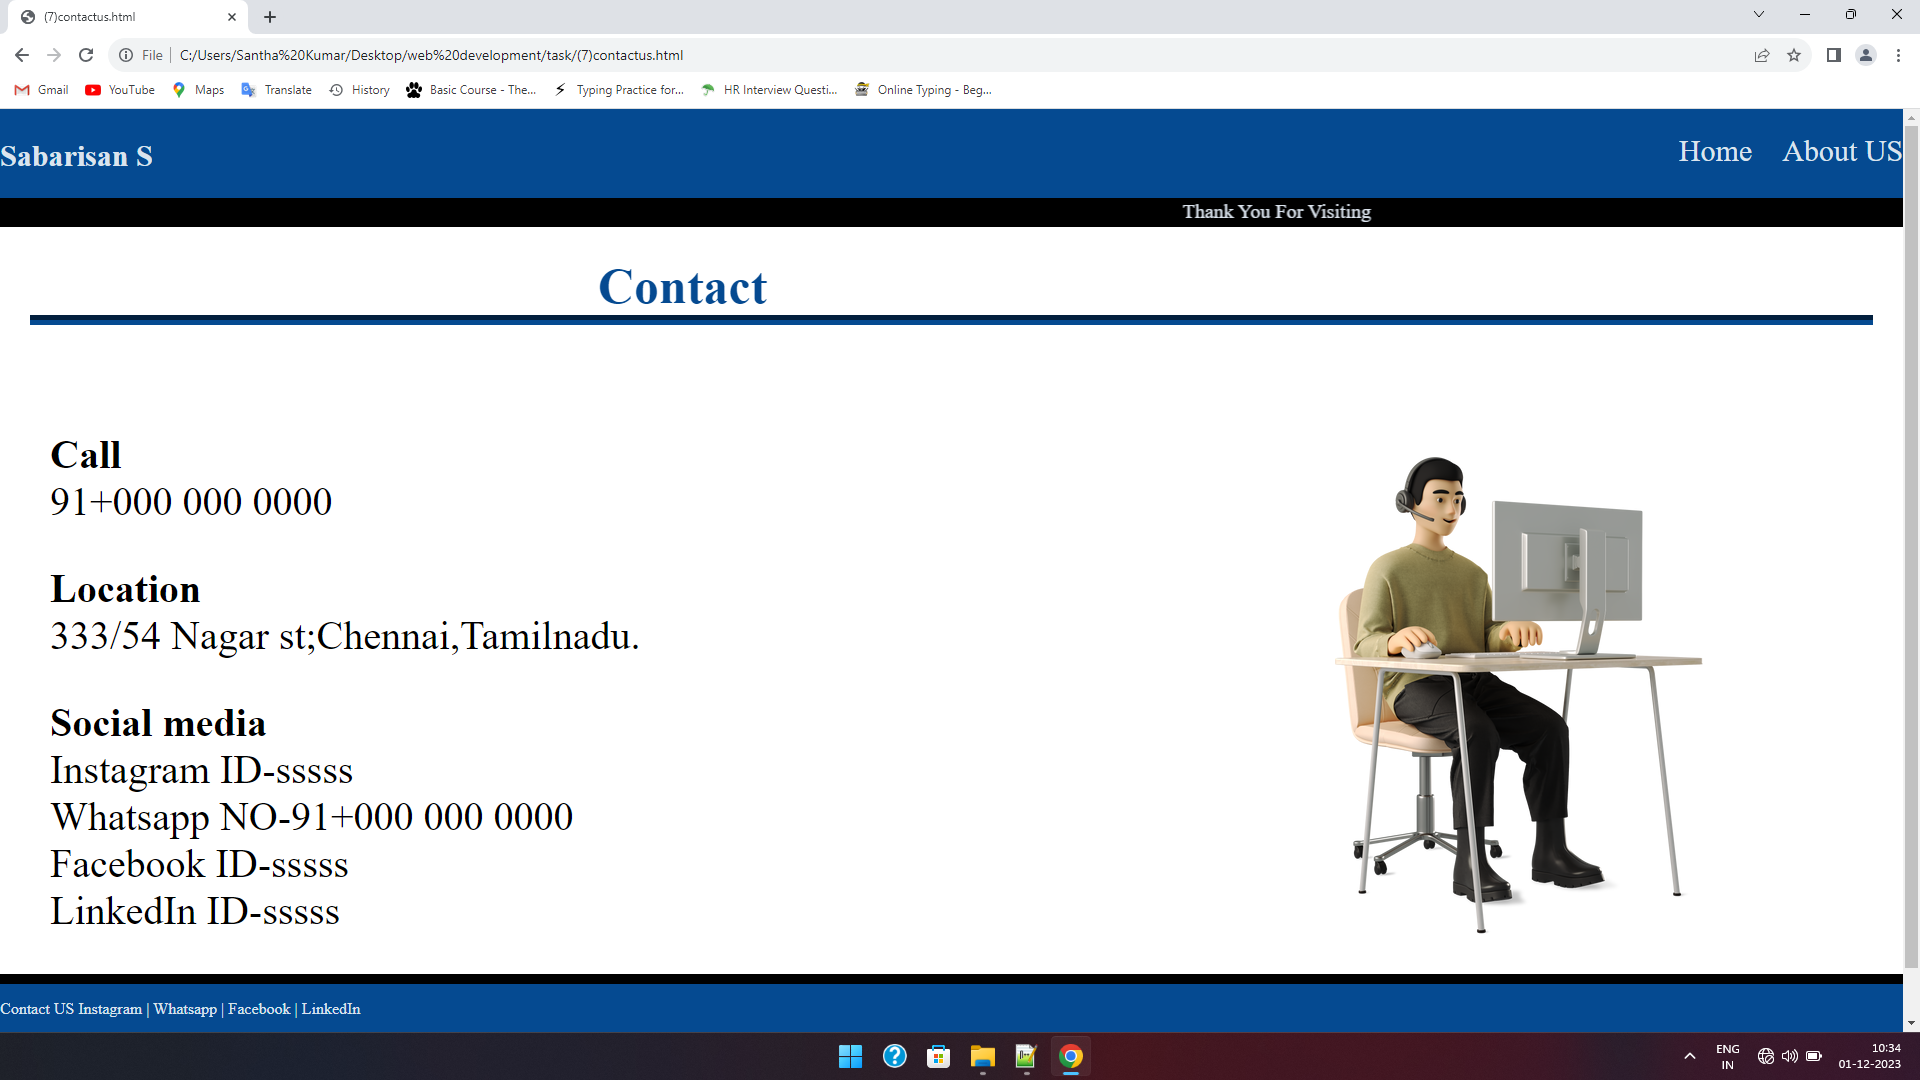 (7)contactus.html
File
C:/Users/Santha%20Kumar/Desktop/web%20development/task/(7)contactus.html
Gmail YouTube Maps Translate History Basic Course - The... Typing Practice for... HR Interview Questi... Online Typing - Beg...
Sabarisan S
Home About US
Thank You For Visiting
Contact
Call
91+000 000 0000
Location
333/54 Nagar st;Chennai,Tamilnadu.
Social media
Instagram ID-sssss
Whatsapp NO-91+000 000 0000
Facebook ID-sssss
LinkedIn ID-sssss
Contact US Instagram | Whatsapp | Facebook | LinkedIn
ENG
IN
10:34
01-12-2023